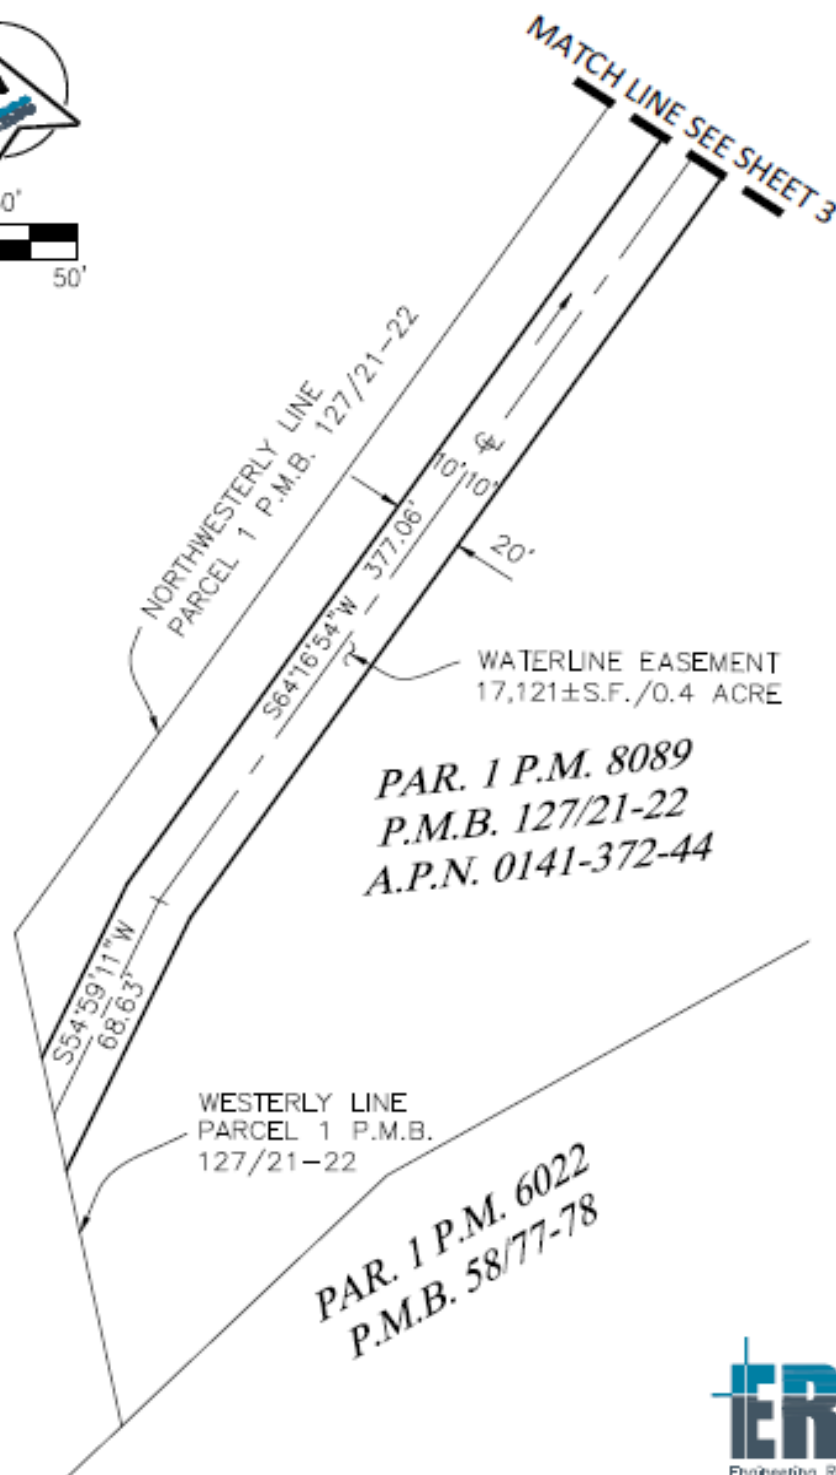 MATCH LINE SEE SHEET 3
50'
NORTHWESTERLY LINE
PARCEL 1 P.M.B. 127/21-22
10' 10'
20'
S64°16'54"W 377.06'
WATERLINE EASEMENT
17,121±S.F./0.4 ACRE
PAR. 1 P.M. 8089
P.M.B. 127/21-22
A.P.N. 0141-372-44
S54°59'11"W
68.63'
WESTERLY LINE
PARCEL 1 P.M.B.
127/21-22
PAR. 1 P.M. 6022
P.M.B. 58/77-78
ER
Engineering